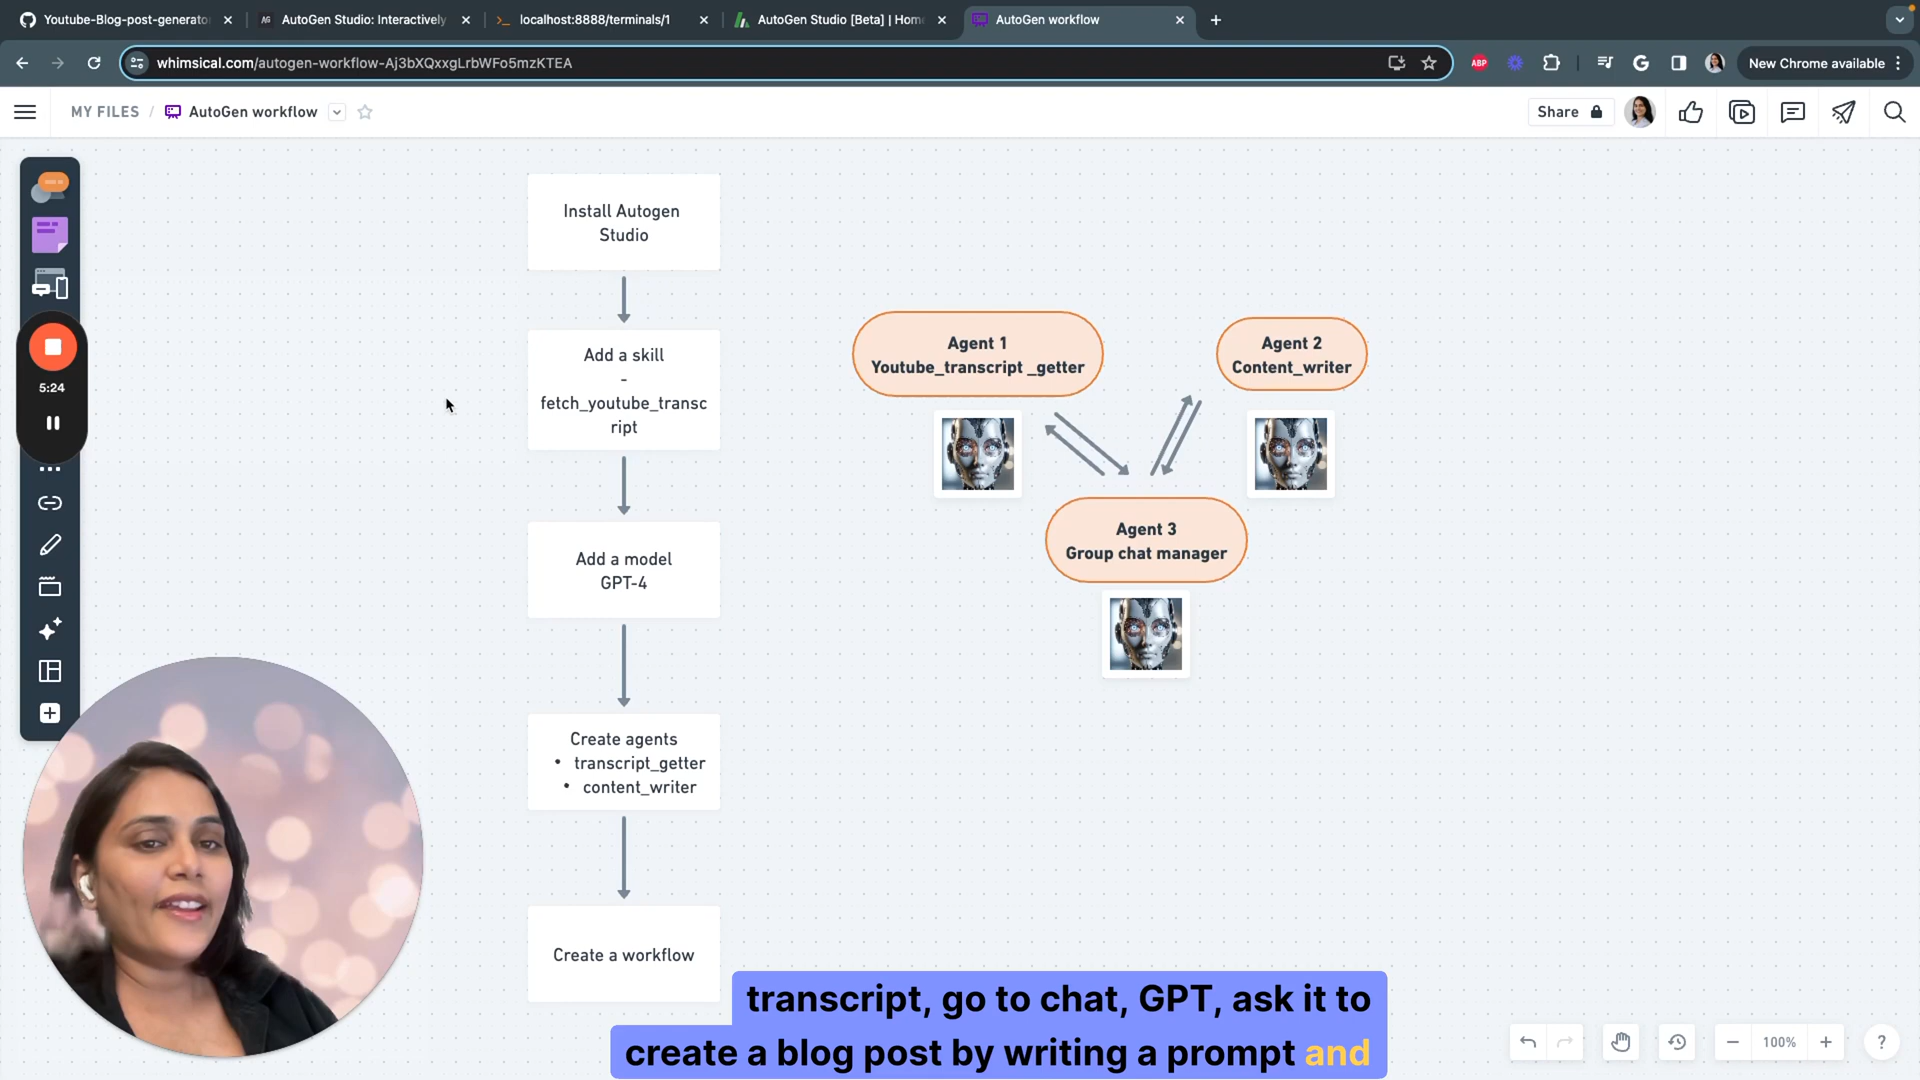 Youtube-Blog-post-generato
AutoGen Studio: Interactively
localhost:8888/terminals/1
AutoGen Studio [Beta] | Hom
AutoGen workflow
whimsical.com/autogen-workflow-Aj3bXQxxgLrbWFo5mzKTEA
ABP
New Chrome available
MY FILES / AutoGen workflow
Share
Install Autogen
Studio
Add a skill
-
fetch_youtube_transc
ript
Add a model
GPT-4
Create agents
• transcript_getter
• content_writer
Create a workflow
Agent 1
Youtube_transcript _getter
Agent 2
Content_writer
Agent 3
Group chat manager
5:24
transcript, go to chat, GPT, ask it to
create a blog post by writing a prompt and
100%
?